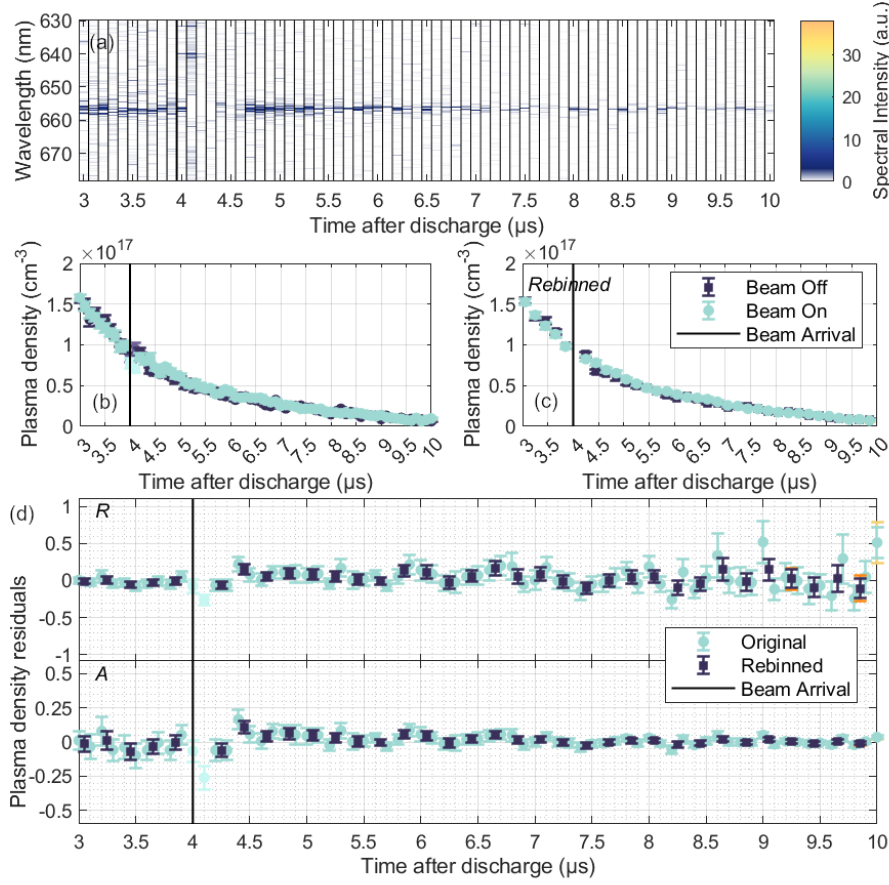 (a)
Wavelength (nm)
630
640
650
660
670
3 3.5 4 4.5 5 5.5 6 6.5 7 7.5 8 8.5 9 9.5 10
Time after discharge (μs)
Spectral Intensity (a.u.)
30
20
10
0
× 10^17
Plasma density (cm-3)
2
1.5
1
0.5
0
(b)
3 3.5 4 4.5 5 5.5 6 6.5 7 7.5 8 8.5 9 9.5 10
Time after discharge (μs)
× 10^17
Plasma density (cm-3)
2
1.5
1
0.5
0
Rebinned
(c)
Beam Off
Beam On
Beam Arrival
3 3.5 4 4.5 5 5.5 6 6.5 7 7.5 8 8.5 9 9.5 10
Time after discharge (μs)
(d)
Plasma density residuals
R
1
0.5
0
-0.5
-1
Original
Rebinned
Beam Arrival
A
0.5
0.25
0
-0.25
-0.5
3 3.5 4 4.5 5 5.5 6 6.5 7 7.5 8 8.5 9 9.5 10
Time after discharge (μs)